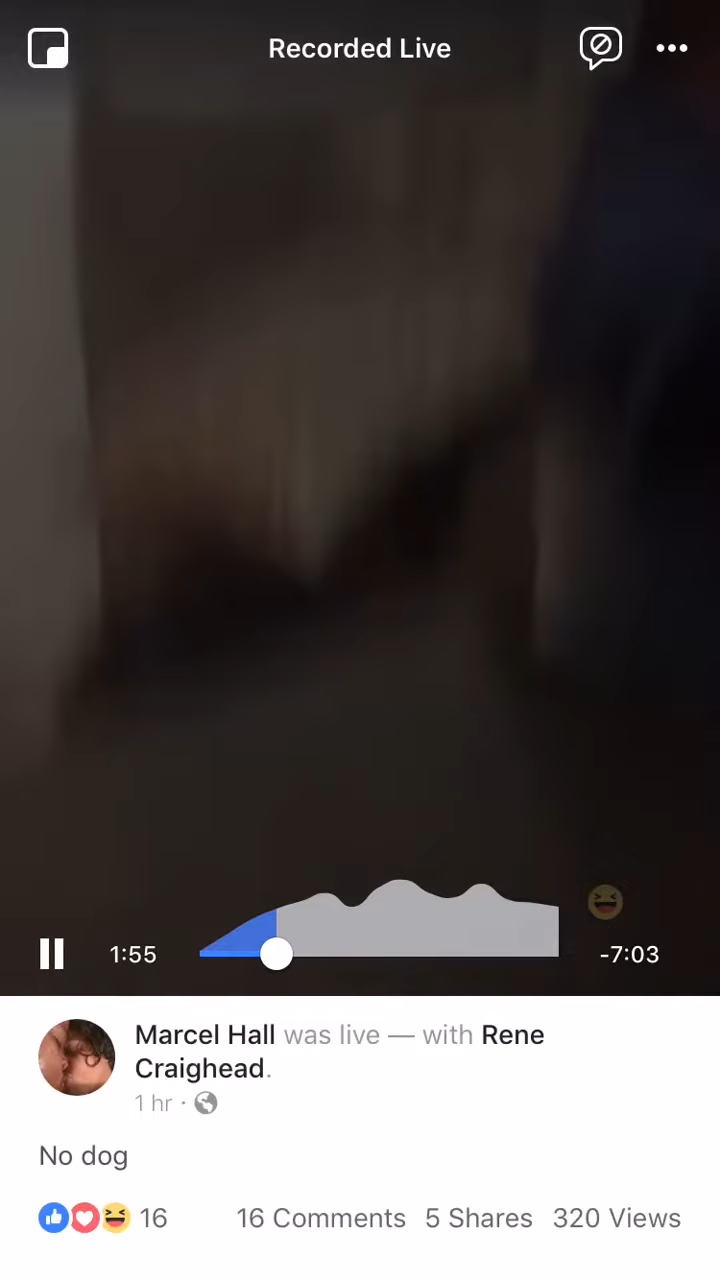 Recorded Live
1:55
-7:03
Marcel Hall was live — with Rene
Craighead.
1 hr ·
No dog
16
16 Comments 5 Shares 320 Views